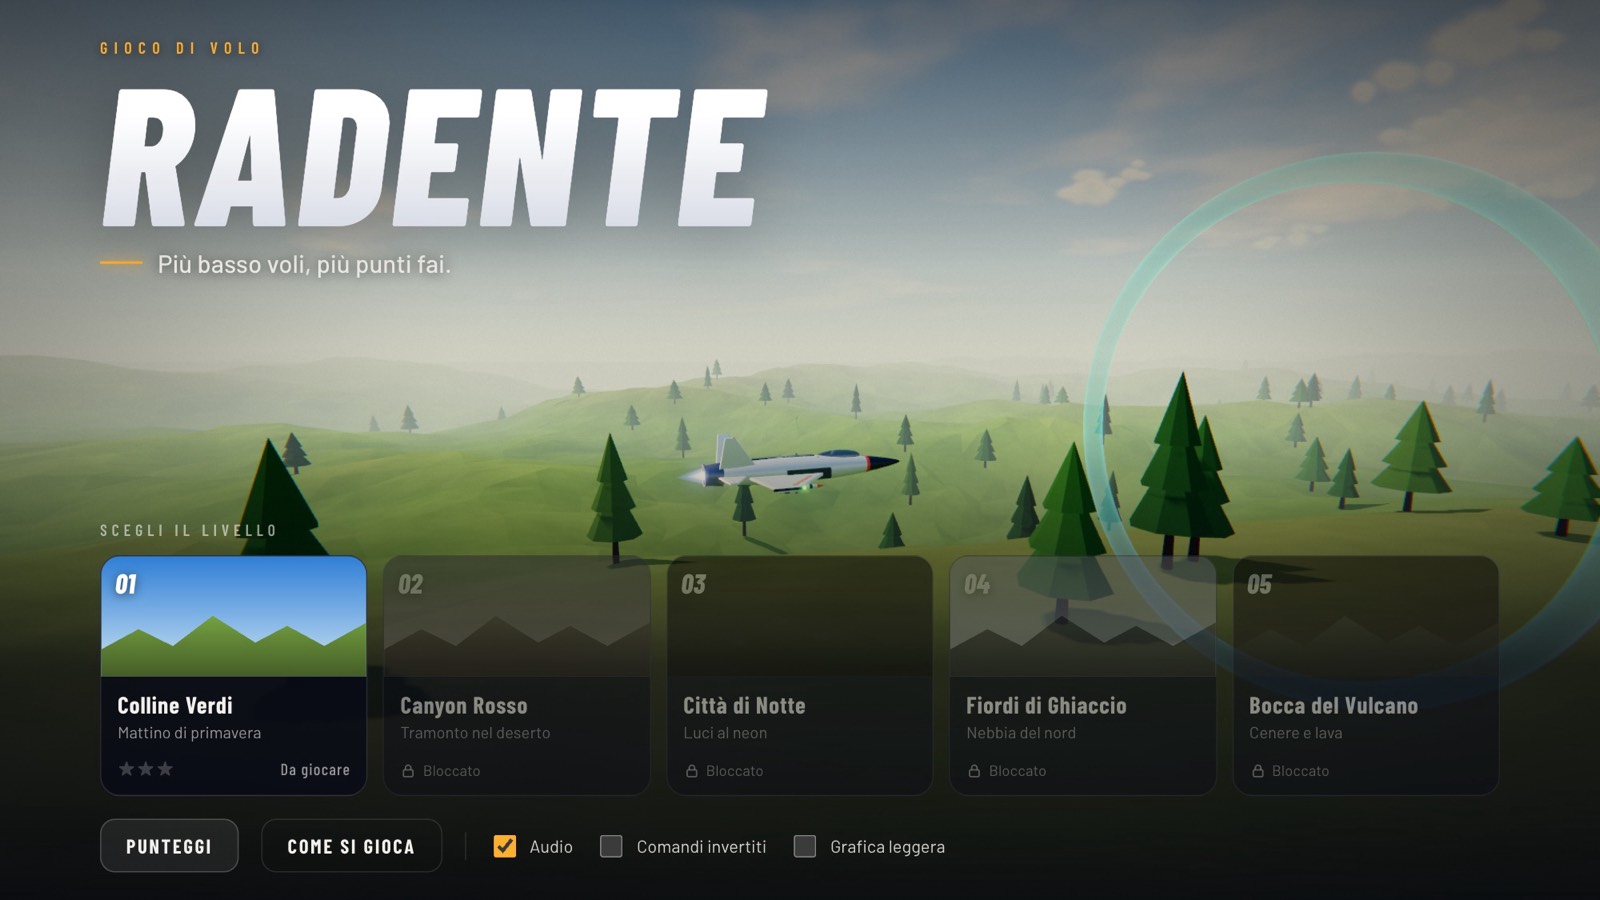 GIOCO DI VOLO
RADENTE
Più basso voli, più punti fai.
SCEGLI IL LIVELLO
01
Colline Verdi
Mattino di primavera
Da giocare
02
Canyon Rosso
Tramonto nel deserto
Bloccato
03
Città di Notte
Luci al neon
Bloccato
04
Fiordi di Ghiaccio
Nebbia del nord
Bloccato
05
Bocca del Vulcano
Cenere e lava
Bloccato
PUNTEGGI
COME SI GIOCA
Audio
Comandi invertiti
Grafica leggera